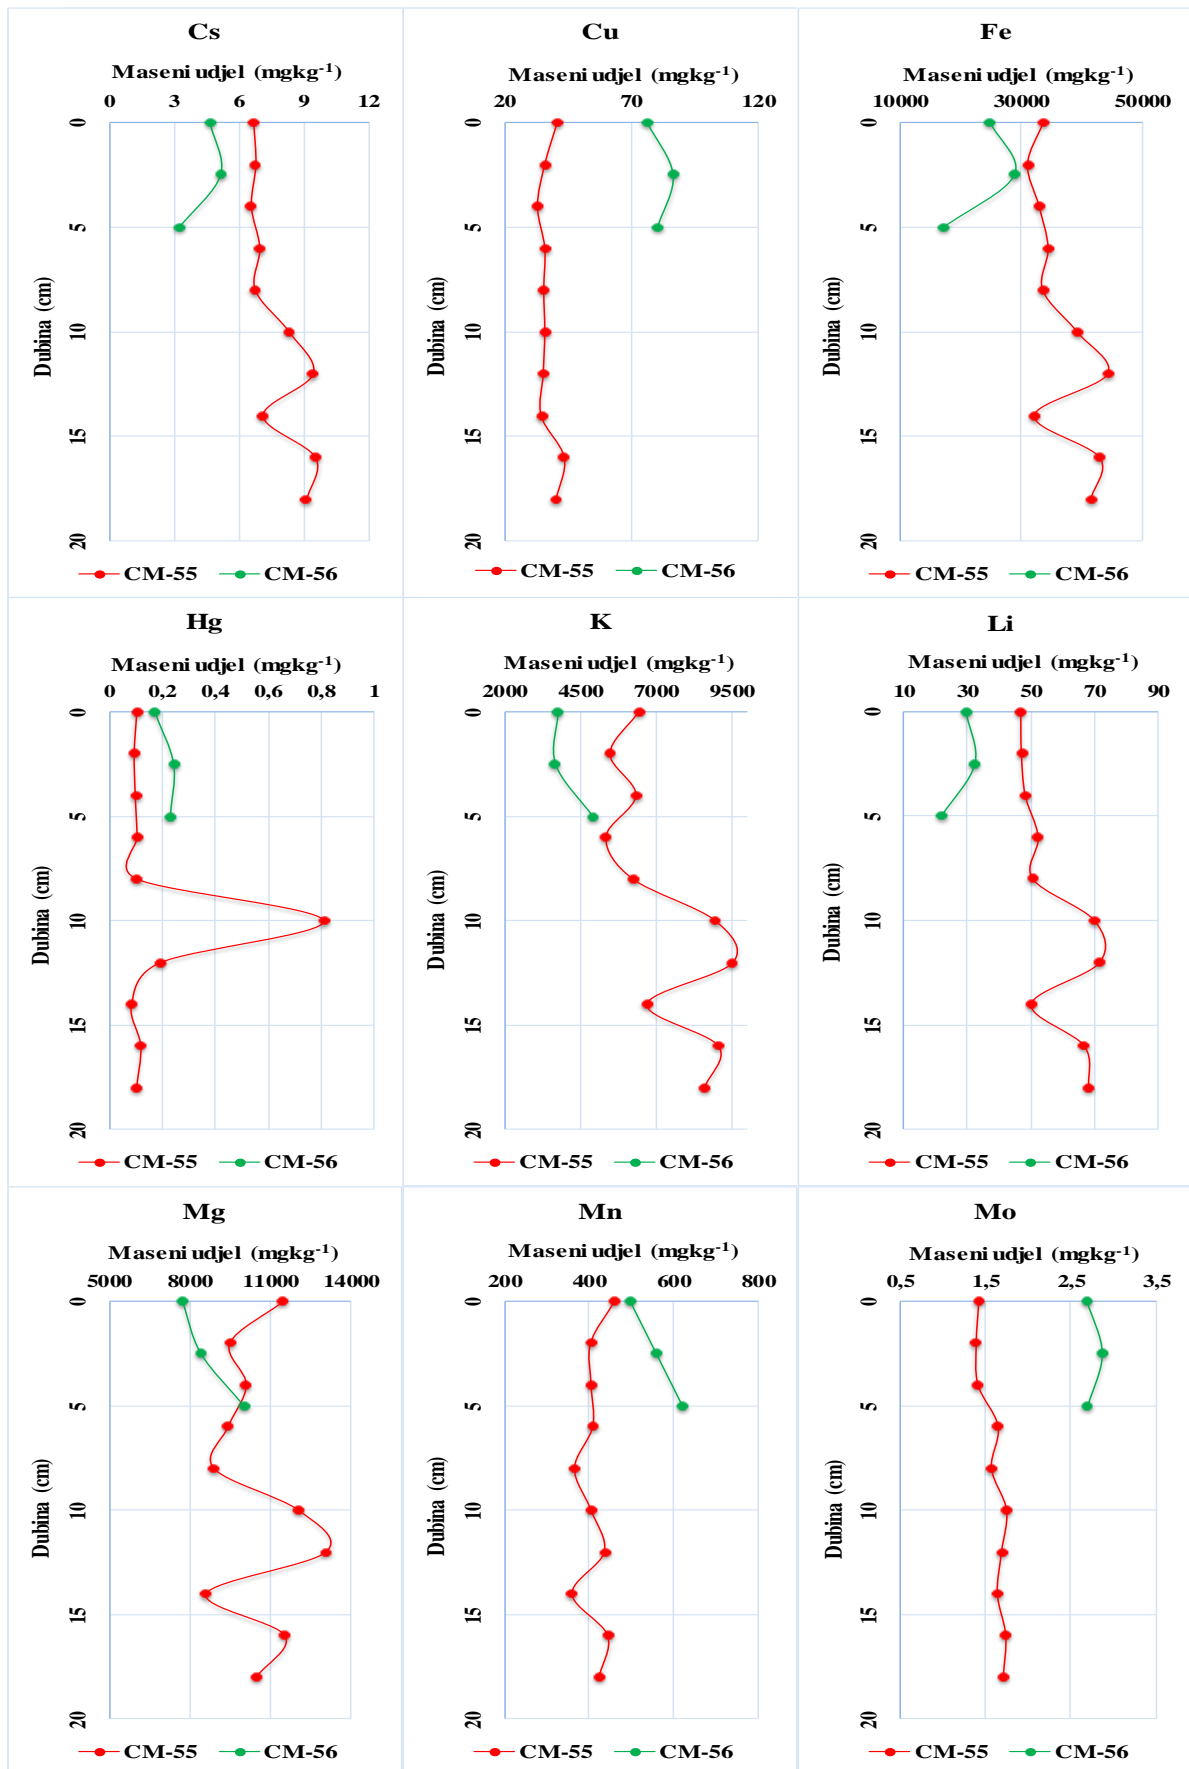 Cs
Maseni udjel (mgkg⁻¹)
0 3 6 9 12
0
5
10
15
20
Dubina (cm)
CM-55 CM-56
Cu
Maseni udjel (mgkg⁻¹)
20 70 120
0
5
10
15
20
Dubina (cm)
CM-55 CM-56
Fe
Maseni udjel (mgkg⁻¹)
10000 30000 50000
0
5
10
15
20
Dubina (cm)
CM-55 CM-56
Hg
Maseni udjel (mgkg⁻¹)
0 0,2 0,4 0,6 0,8 1
0
5
10
15
20
Dubina (cm)
CM-55 CM-56
K
Maseni udjel (mgkg⁻¹)
2000 4500 7000 9500
0
5
10
15
20
Dubina (cm)
CM-55 CM-56
Li
Maseni udjel (mgkg⁻¹)
10 30 50 70 90
0
5
10
15
20
Dubina (cm)
CM-55 CM-56
Mg
Maseni udjel (mgkg⁻¹)
5000 8000 11000 14000
0
5
10
15
20
Dubina (cm)
CM-55 CM-56
Mn
Maseni udjel (mgkg⁻¹)
200 400 600 800
0
5
10
15
20
Dubina (cm)
CM-55 CM-56
Mo
Maseni udjel (mgkg⁻¹)
0,5 1,5 2,5 3,5
0
5
10
15
20
Dubina (cm)
CM-55 CM-56